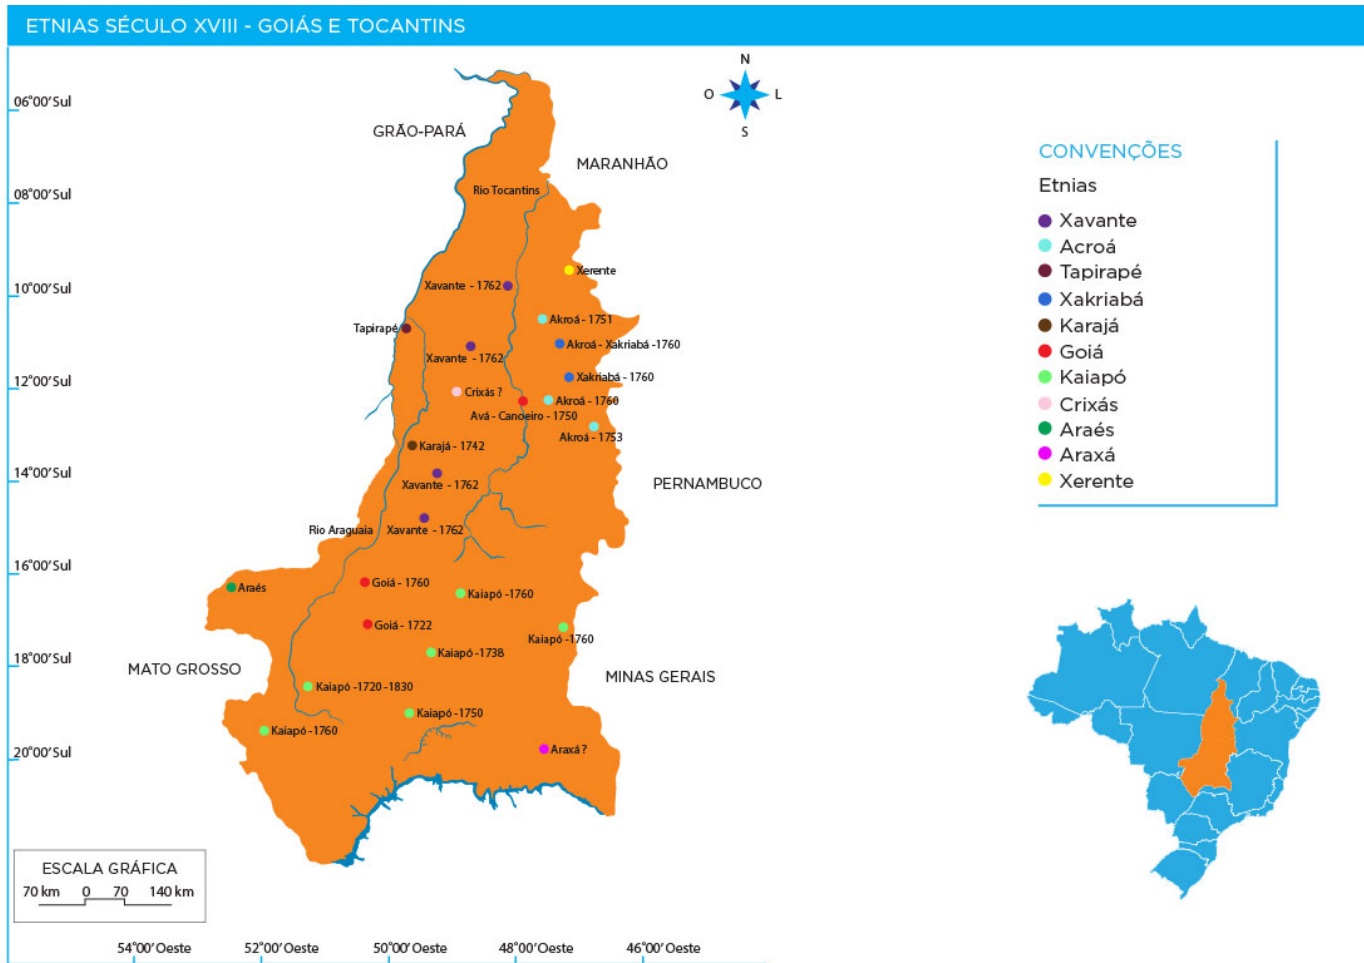 ETNIAS SÉCULO XVIII - GOIÁS E TOCANTINS
N
O
L
S
06°00'Sul
GRÃO-PARÁ
MARANHÃO
CONVENÇÕES
Etnias
Xavante
Acroá
Tapirapé
Xakriabá
Karajá
Goiá
Kaiapó
Crixás
Araés
Araxá
Xerente
08°00'Sul
Rio Tocantins
Xerente
10°00'Sul
Xavante - 1762
Akroá - 1751
Tapirapé
Akroá - Xakriabá -1760
Xavante - 1762
Xakriabá - 1760
12°00'Sul
Crixás ?
Akroá - 1760
Avá - Canoeiro - 1750
Akroá - 1753
Karajá - 1742
14°00'Sul
Xavante - 1762
PERNAMBUCO
Rio Araguaia
Xavante - 1762
16°00'Sul
Araés
Goiá - 1760
Kaiapó -1760
Goiá - 1722
Kaiapó -1760
Kaiapó -1738
18°00'Sul
MATO GROSSO
MINAS GERAIS
Kaiapó -1720 -1830
Kaiapó -1750
Kaiapó -1760
Araxá ?
20°00'Sul
ESCALA GRÁFICA
70 km 0 70 140 km
54°00'Oeste 52°00'Oeste 50°00'Oeste 48°00'Oeste 46°00'Oeste